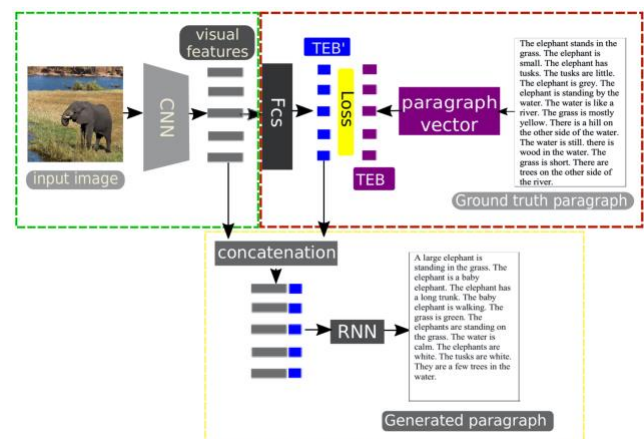 visual
features
TEB'
CNN
Fcs
Loss
paragraph
vector
The elephant stands in the
grass. The elephant is
small. The elephant has
tusks. The tusks are little.
The elephant is grey. The
elephant is standing by the
water. The water is like a
river. The grass is mostly
yellow. There is a hill on
the other side of the water.
The water is still. there is
wood in the water. The
grass is short. There are
trees on the other side of
the river.
input image
TEB
Ground truth paragraph
concatenation
RNN
A large elephant is
standing in the grass. The
elephant is a baby
elephant. The elephant has
a long trunk. The baby
elephant is walking. The
grass is green. The
elephants are standing on
the grass. The water is
calm. The elephants are
white. The tusks are white.
They are a few trees in the
water.
Generated paragraph